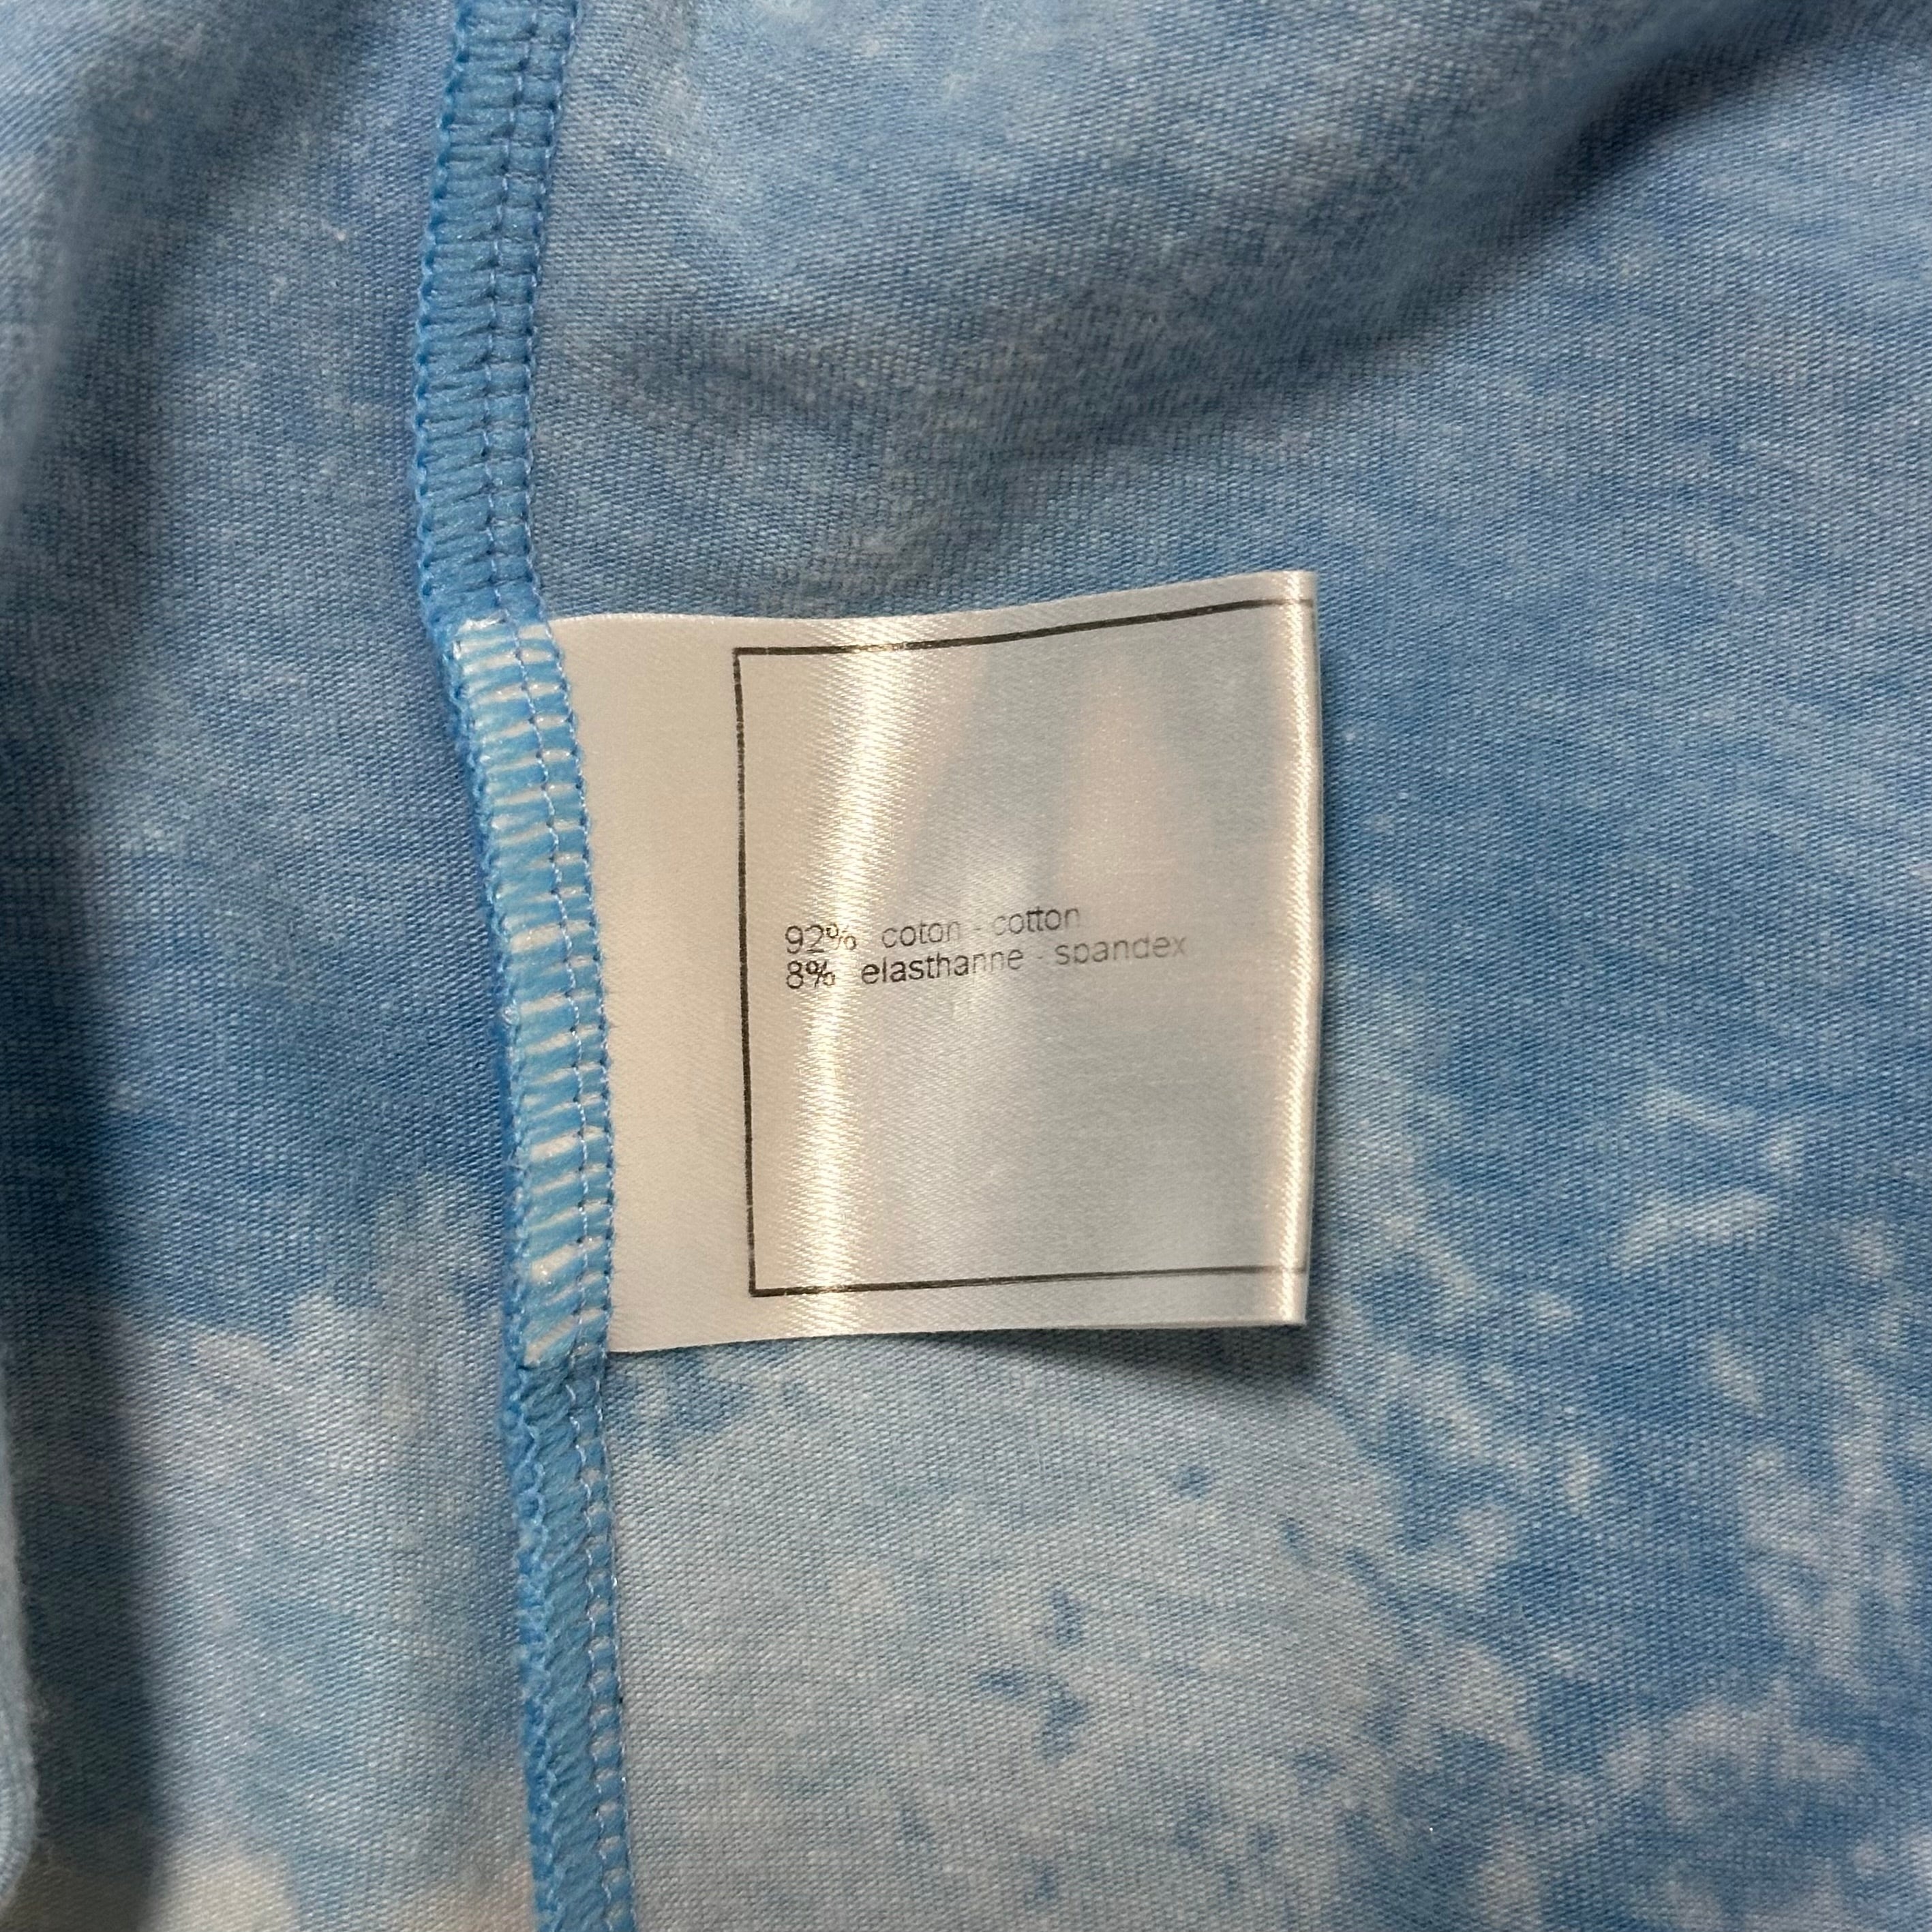 92% coton - cotton
8% elasthanne - spandex